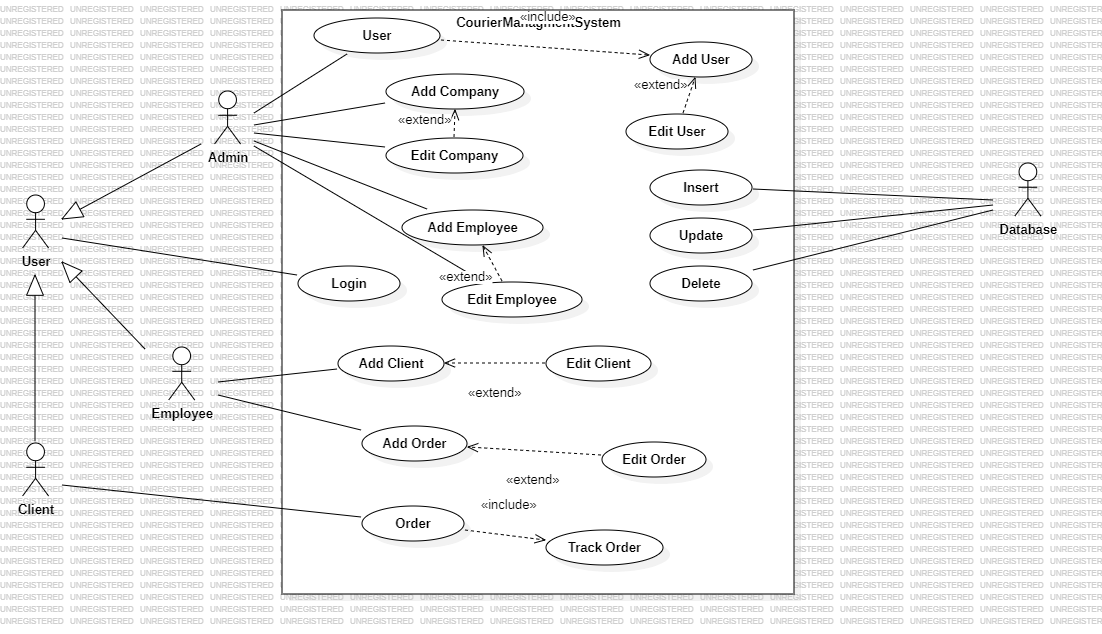 «include»
CourierManagmentSystem
User
Add User
«extend»
Add Company
«extend»
Edit User
Edit Company
Admin
Insert
Add Employee
Update
Database
User
«extend»
Login
Delete
Edit Employee
Add Client
Edit Client
«extend»
Employee
Add Order
Edit Order
«extend»
Client
«include»
Order
Track Order
UNREGISTERED